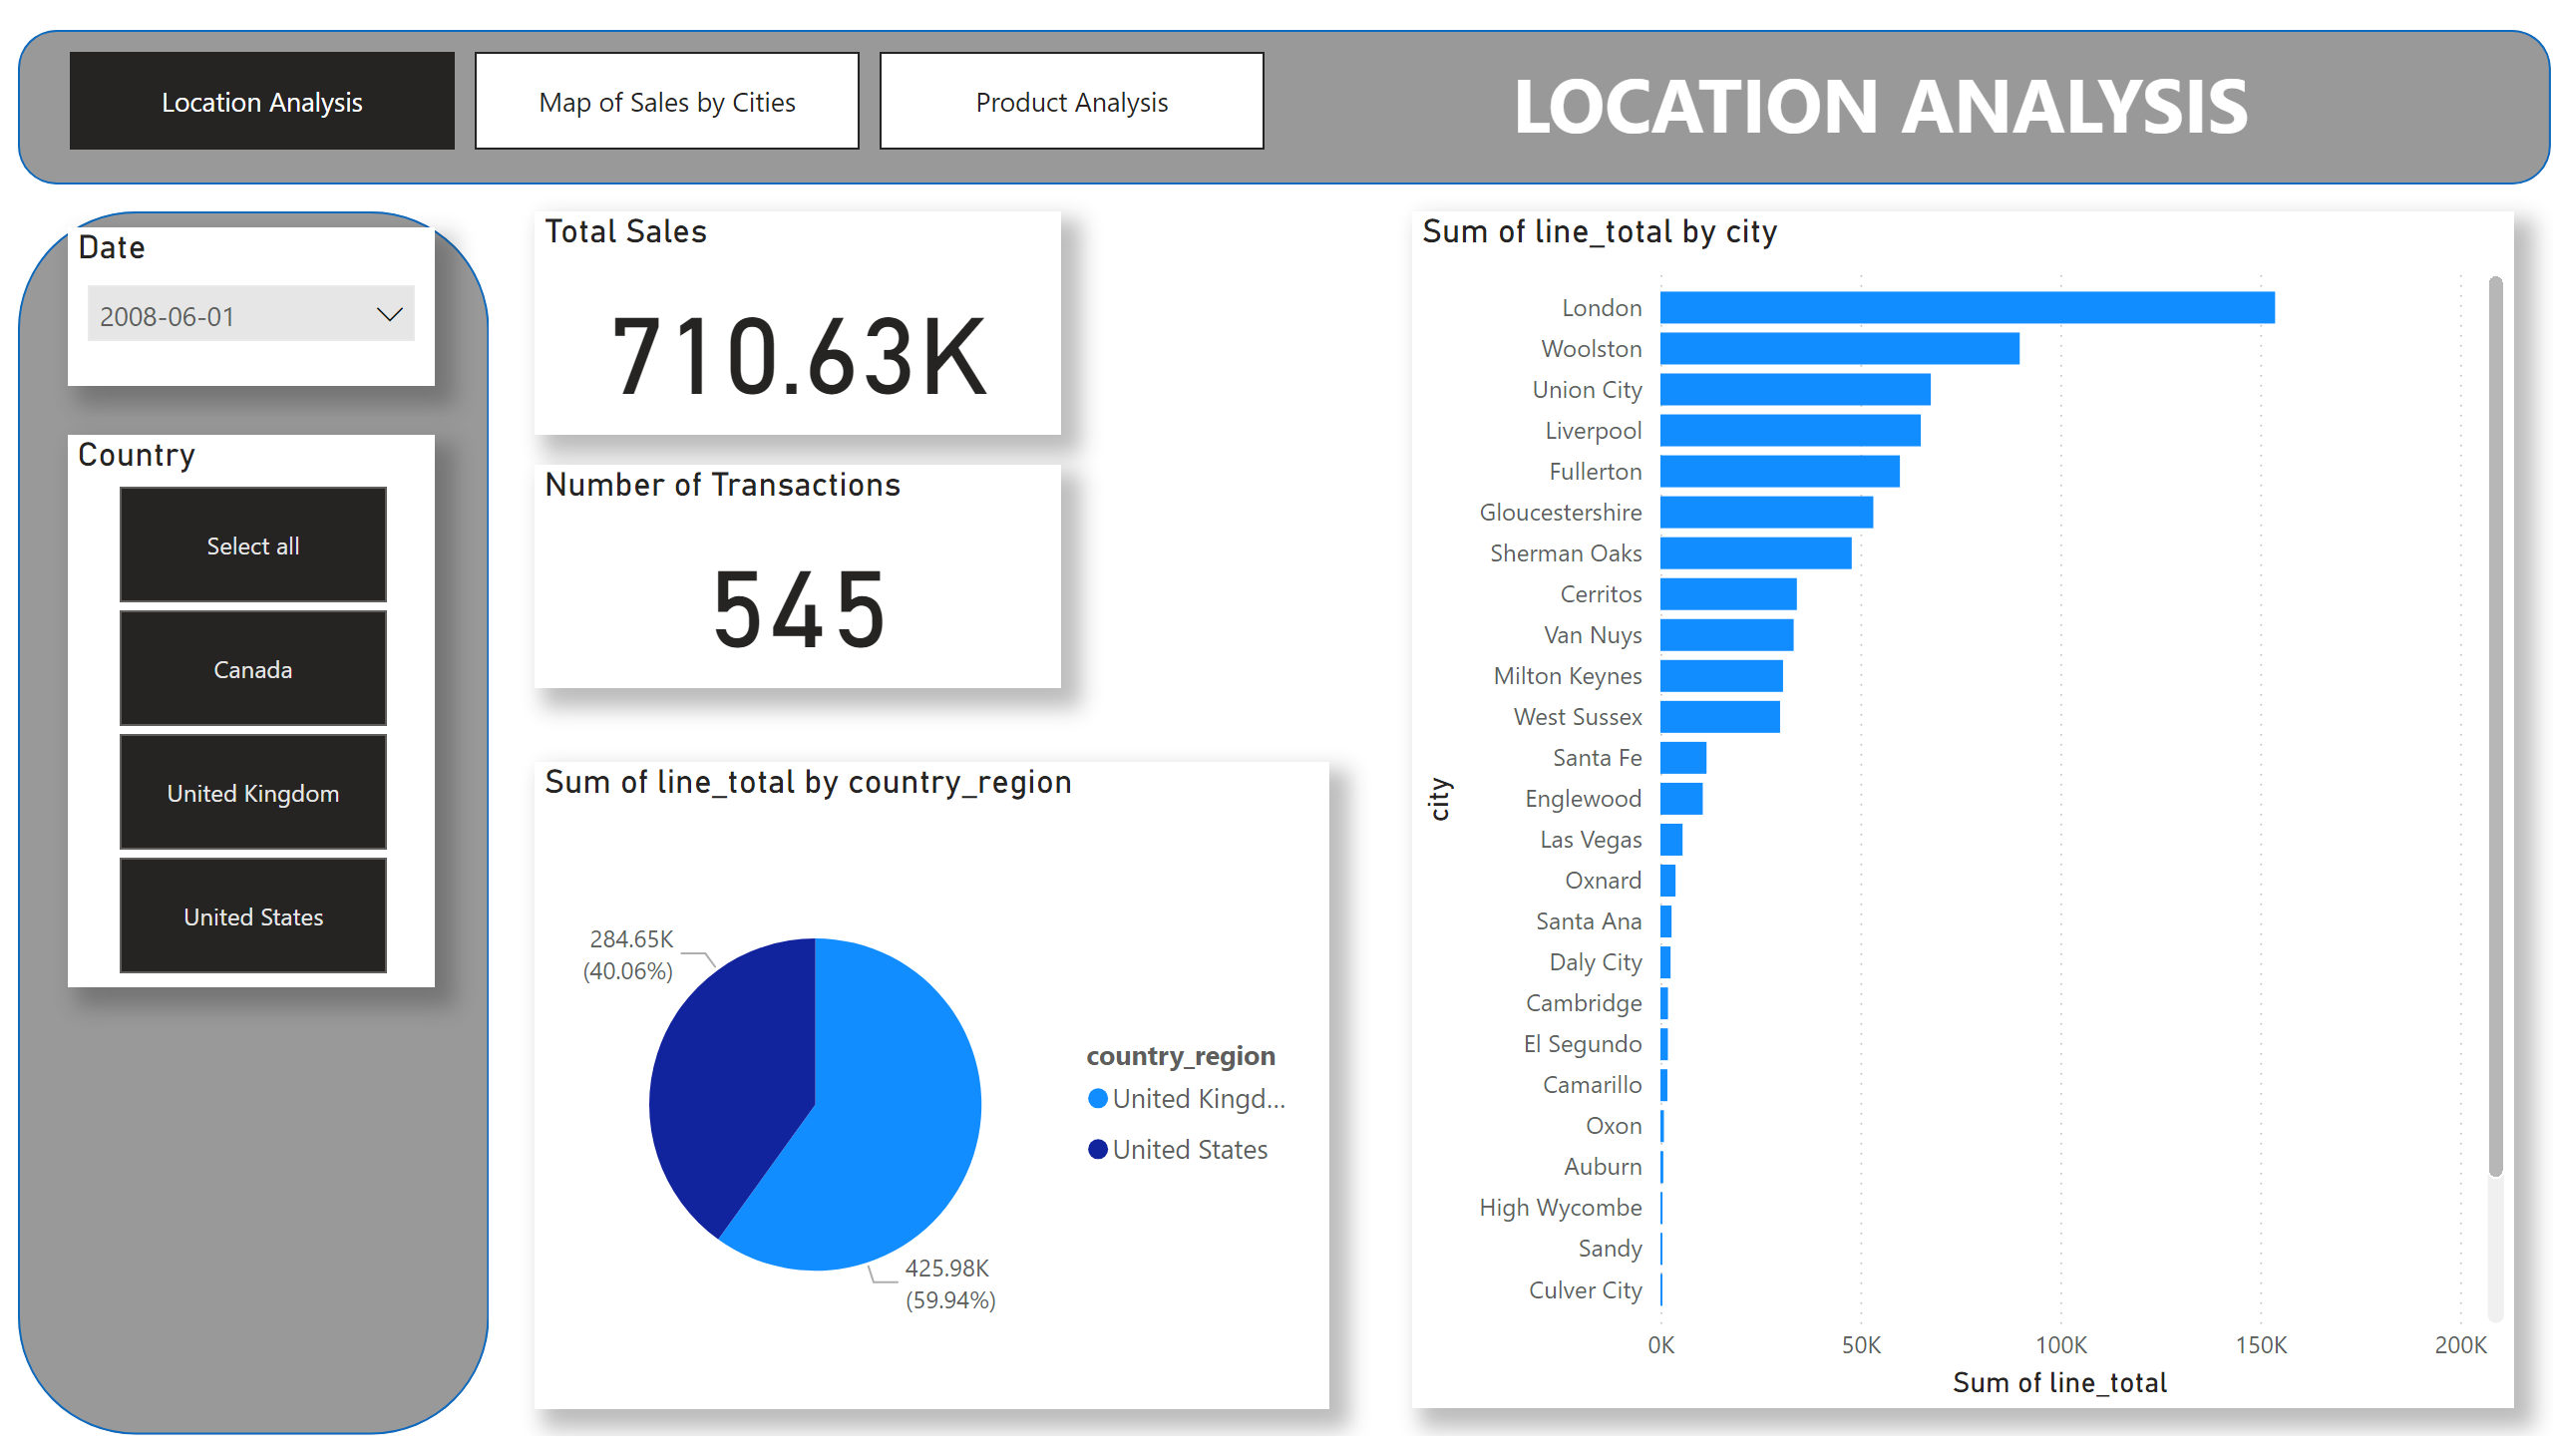 Location Analysis
Map of Sales by Cities
Product Analysis
LOCATION ANALYSIS
Date
2008-06-01
Country
Select all
Canada
United Kingdom
United States
Total Sales
710.63K
Number of Transactions
545
Sum of line_total by country_region
284.65K
(40.06%)
425.98K
(59.94%)
country_region
United Kingd...
United States
Sum of line_total by city
city
London
Woolston
Union City
Liverpool
Fullerton
Gloucestershire
Sherman Oaks
Cerritos
Van Nuys
Milton Keynes
West Sussex
Santa Fe
Englewood
Las Vegas
Oxnard
Santa Ana
Daly City
Cambridge
El Segundo
Camarillo
Oxon
Auburn
High Wycombe
Sandy
Culver City
0K 50K 100K 150K 200K
Sum of line_total